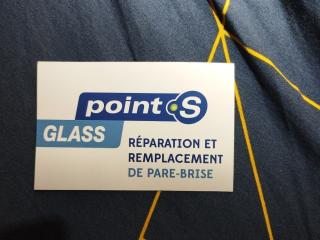 point S
GLASS
RÉPARATION ET
REMPLACEMENT
DE PARE-BRISE